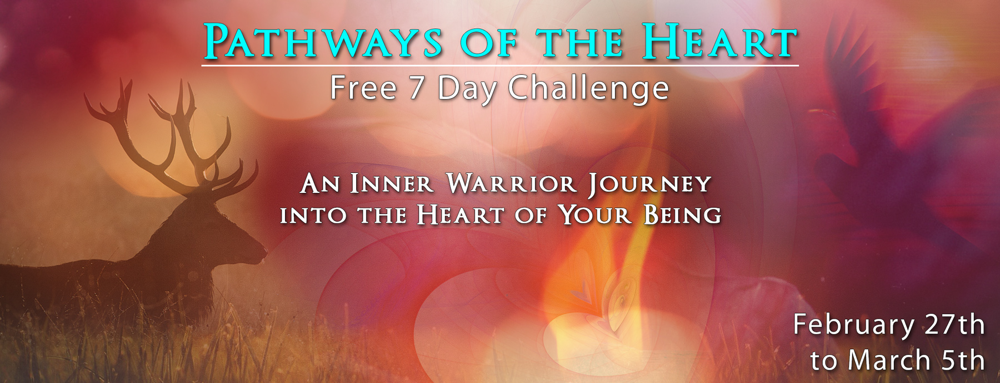 Pathways of the Heart
Free 7 Day Challenge
An Inner Warrior Journey
into the Heart of Your Being
February 27th
to March 5th